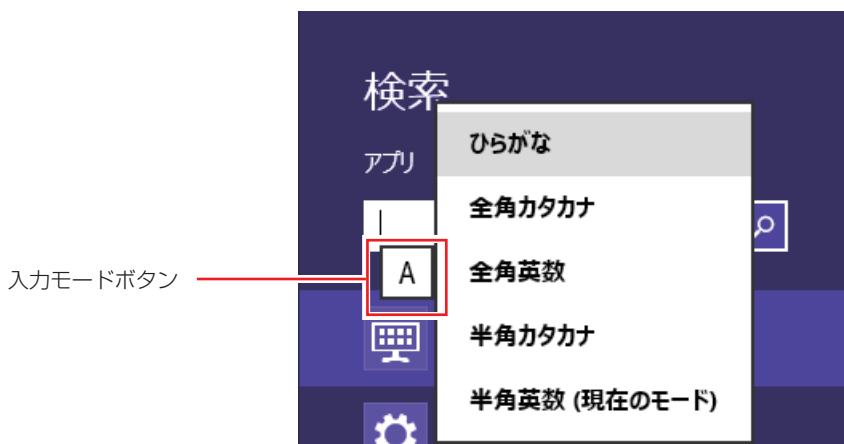 検索
アプリ
ひらがな
全角カタカナ
入力モードボタン
A
全角英数
半角カタカナ
半角英数 (現在のモード)